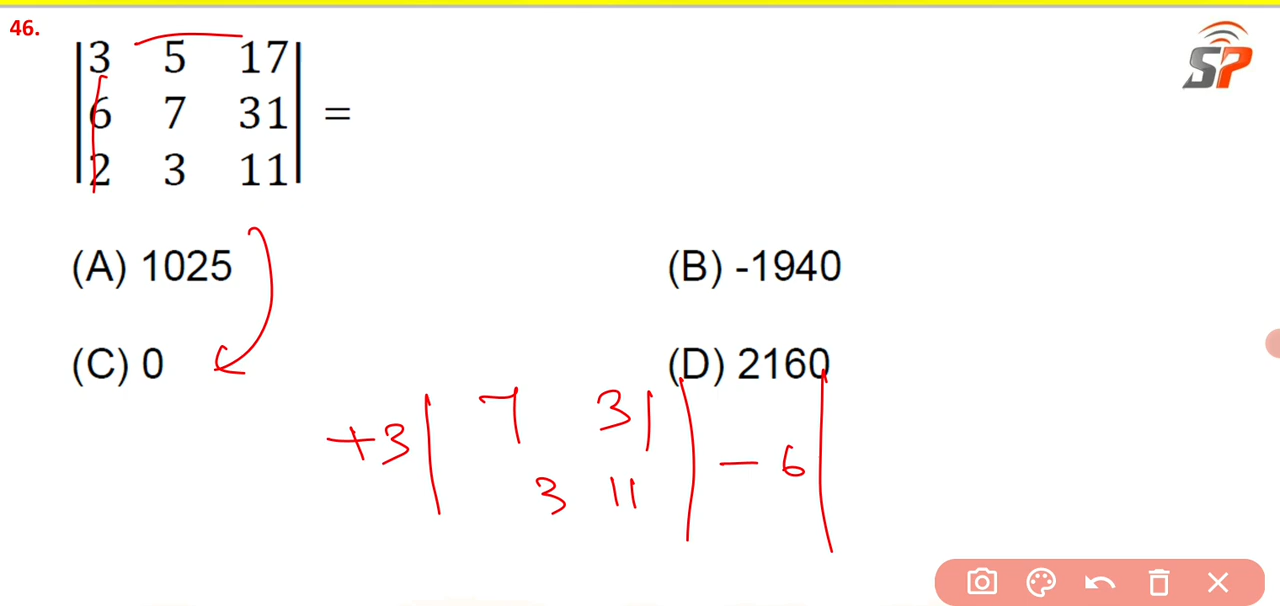 46.
SP
|3 5 17|
|6 7 31| =
|2 3 11|
(A) 1025
(B) -1940
(C) 0
(D) 2160
+3| 7 31 | - 6|
| 3 11 |